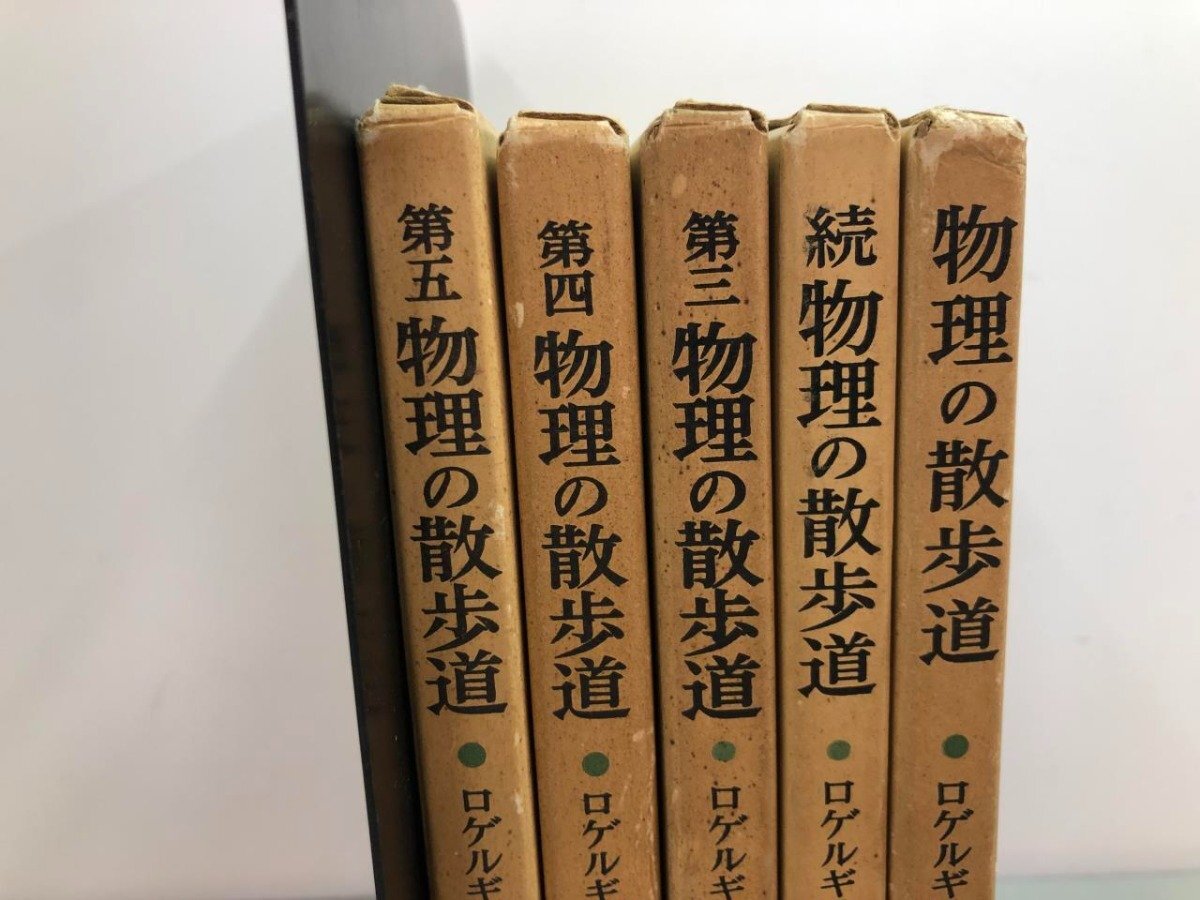 物理の散歩道●ロゲルギ
続物理の散歩道●ロゲルギ
第三物理の散歩道●ロゲルギ
第四物理の散歩道●ロゲルギ
第五物理の散歩道●ロゲルギ